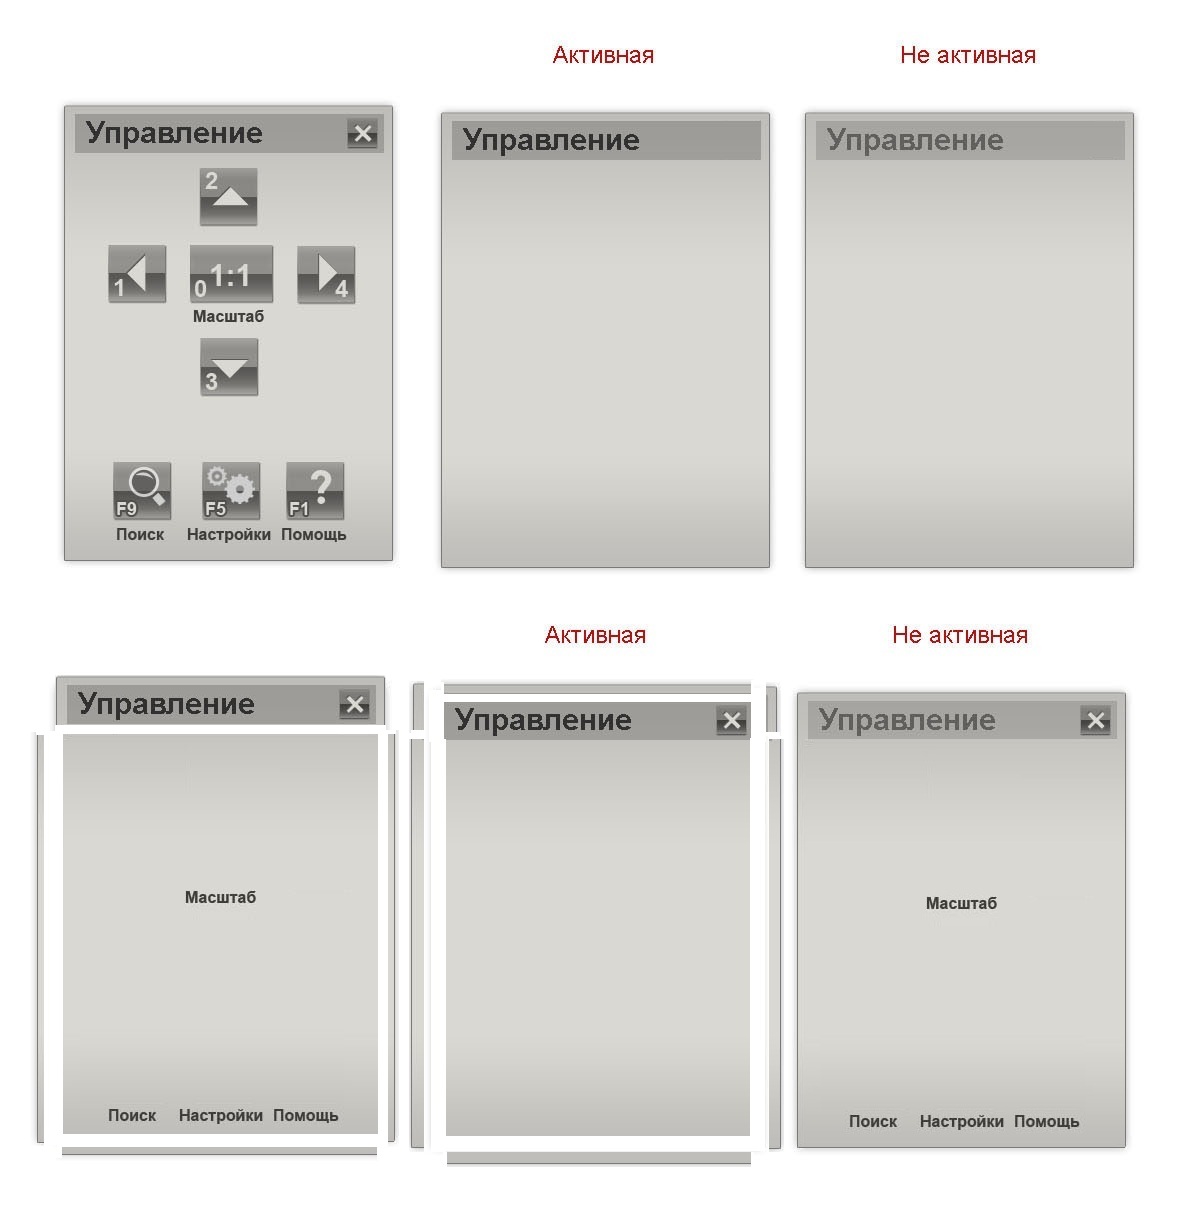 Активная
Не активная
Управление
Управление
Управление
2
1
0 1:1
4
Масштаб
3
F9
F5
F1
?
Поиск
Настройки
Помощь
Активная
Не активная
Управление
Управление
Управление
Масштаб
Масштаб
Поиск
Настройки
Помощь
Поиск
Настройки
Помощь